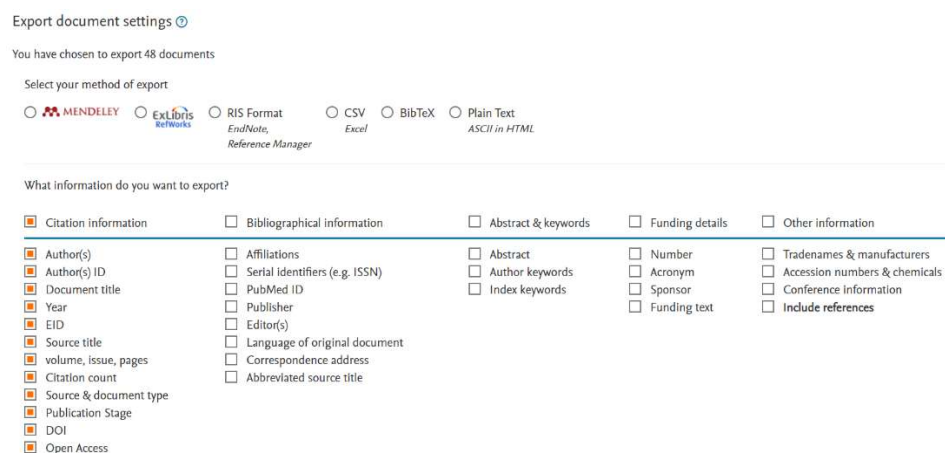 Export document settings ?
You have chosen to export 48 documents
Select your method of export
MENDELEY
ExLibris
RefWorks
RIS Format
EndNote,
Reference Manager
CSV
Excel
BibTeX
Plain Text
ASCII in HTML
What information do you want to export?
Citation information
Author(s)
Author(s) ID
Document title
Year
EID
Source title
volume, issue, pages
Citation count
Source & document type
Publication Stage
DOI
Open Access
Bibliographical information
Affiliations
Serial identifiers (e.g. ISSN)
PubMed ID
Publisher
Editor(s)
Language of original document
Correspondence address
Abbreviated source title
Abstract & keywords
Abstract
Author keywords
Index keywords
Funding details
Number
Acronym
Sponsor
Funding text
Other information
Tradenames & manufacturers
Accession numbers & chemicals
Conference information
Include references